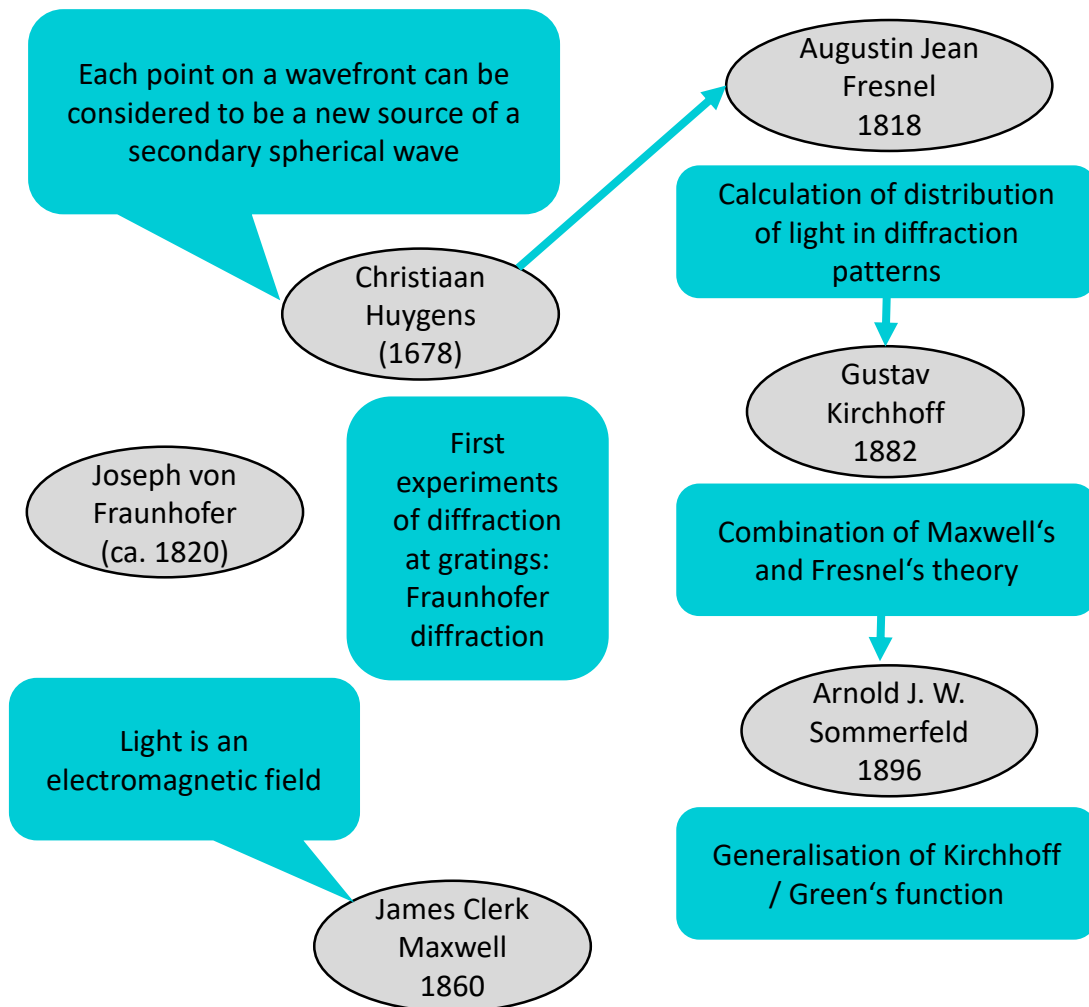 Each point on a wavefront can be
considered to be a new source of a
secondary spherical wave
Christiaan
Huygens
(1678)
Augustin Jean
Fresnel
1818
Calculation of distribution
of light in diffraction
patterns
Gustav
Kirchhoff
1882
Joseph von
Fraunhofer
(ca. 1820)
First
experiments
of diffraction
at gratings:
Fraunhofer
diffraction
Combination of Maxwell‘s
and Fresnel‘s theory
Arnold J. W.
Sommerfeld
1896
Light is an
electromagnetic field
Generalisation of Kirchhoff
/ Green‘s function
James Clerk
Maxwell
1860